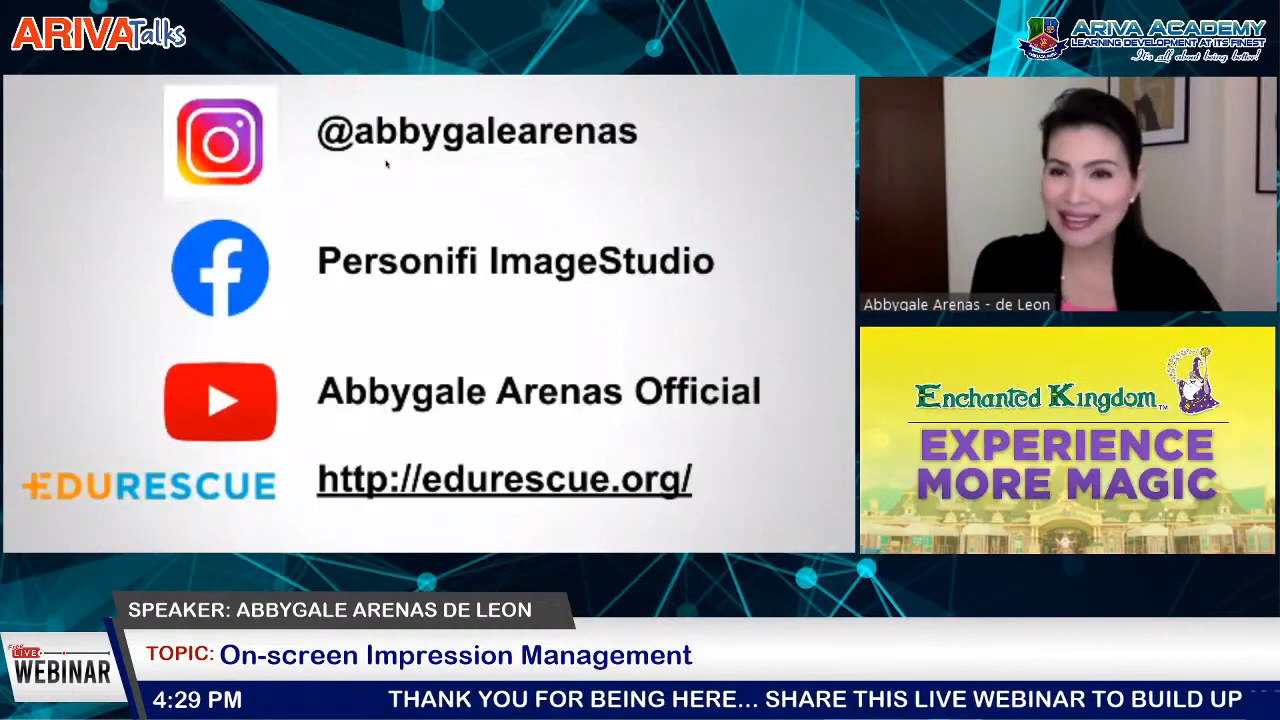 ARIVATalks
ARIVA ACADEMY
LEARNING DEVELOPMENT AT ITS FINEST
It's all about being better!
@abbygalearenas
Personifi ImageStudio
Abbygale Arenas Official
EDURESCUE
http://edurescue.org/
Abbygale Arenas - de Leon
Enchanted Kingdom™
EXPERIENCE
MORE MAGIC
SPEAKER: ABBYGALE ARENAS DE LEON
Free LIVE
WEBINAR
TOPIC: On-screen Impression Management
4:29 PM
THANK YOU FOR BEING HERE... SHARE THIS LIVE WEBINAR TO BUILD UP